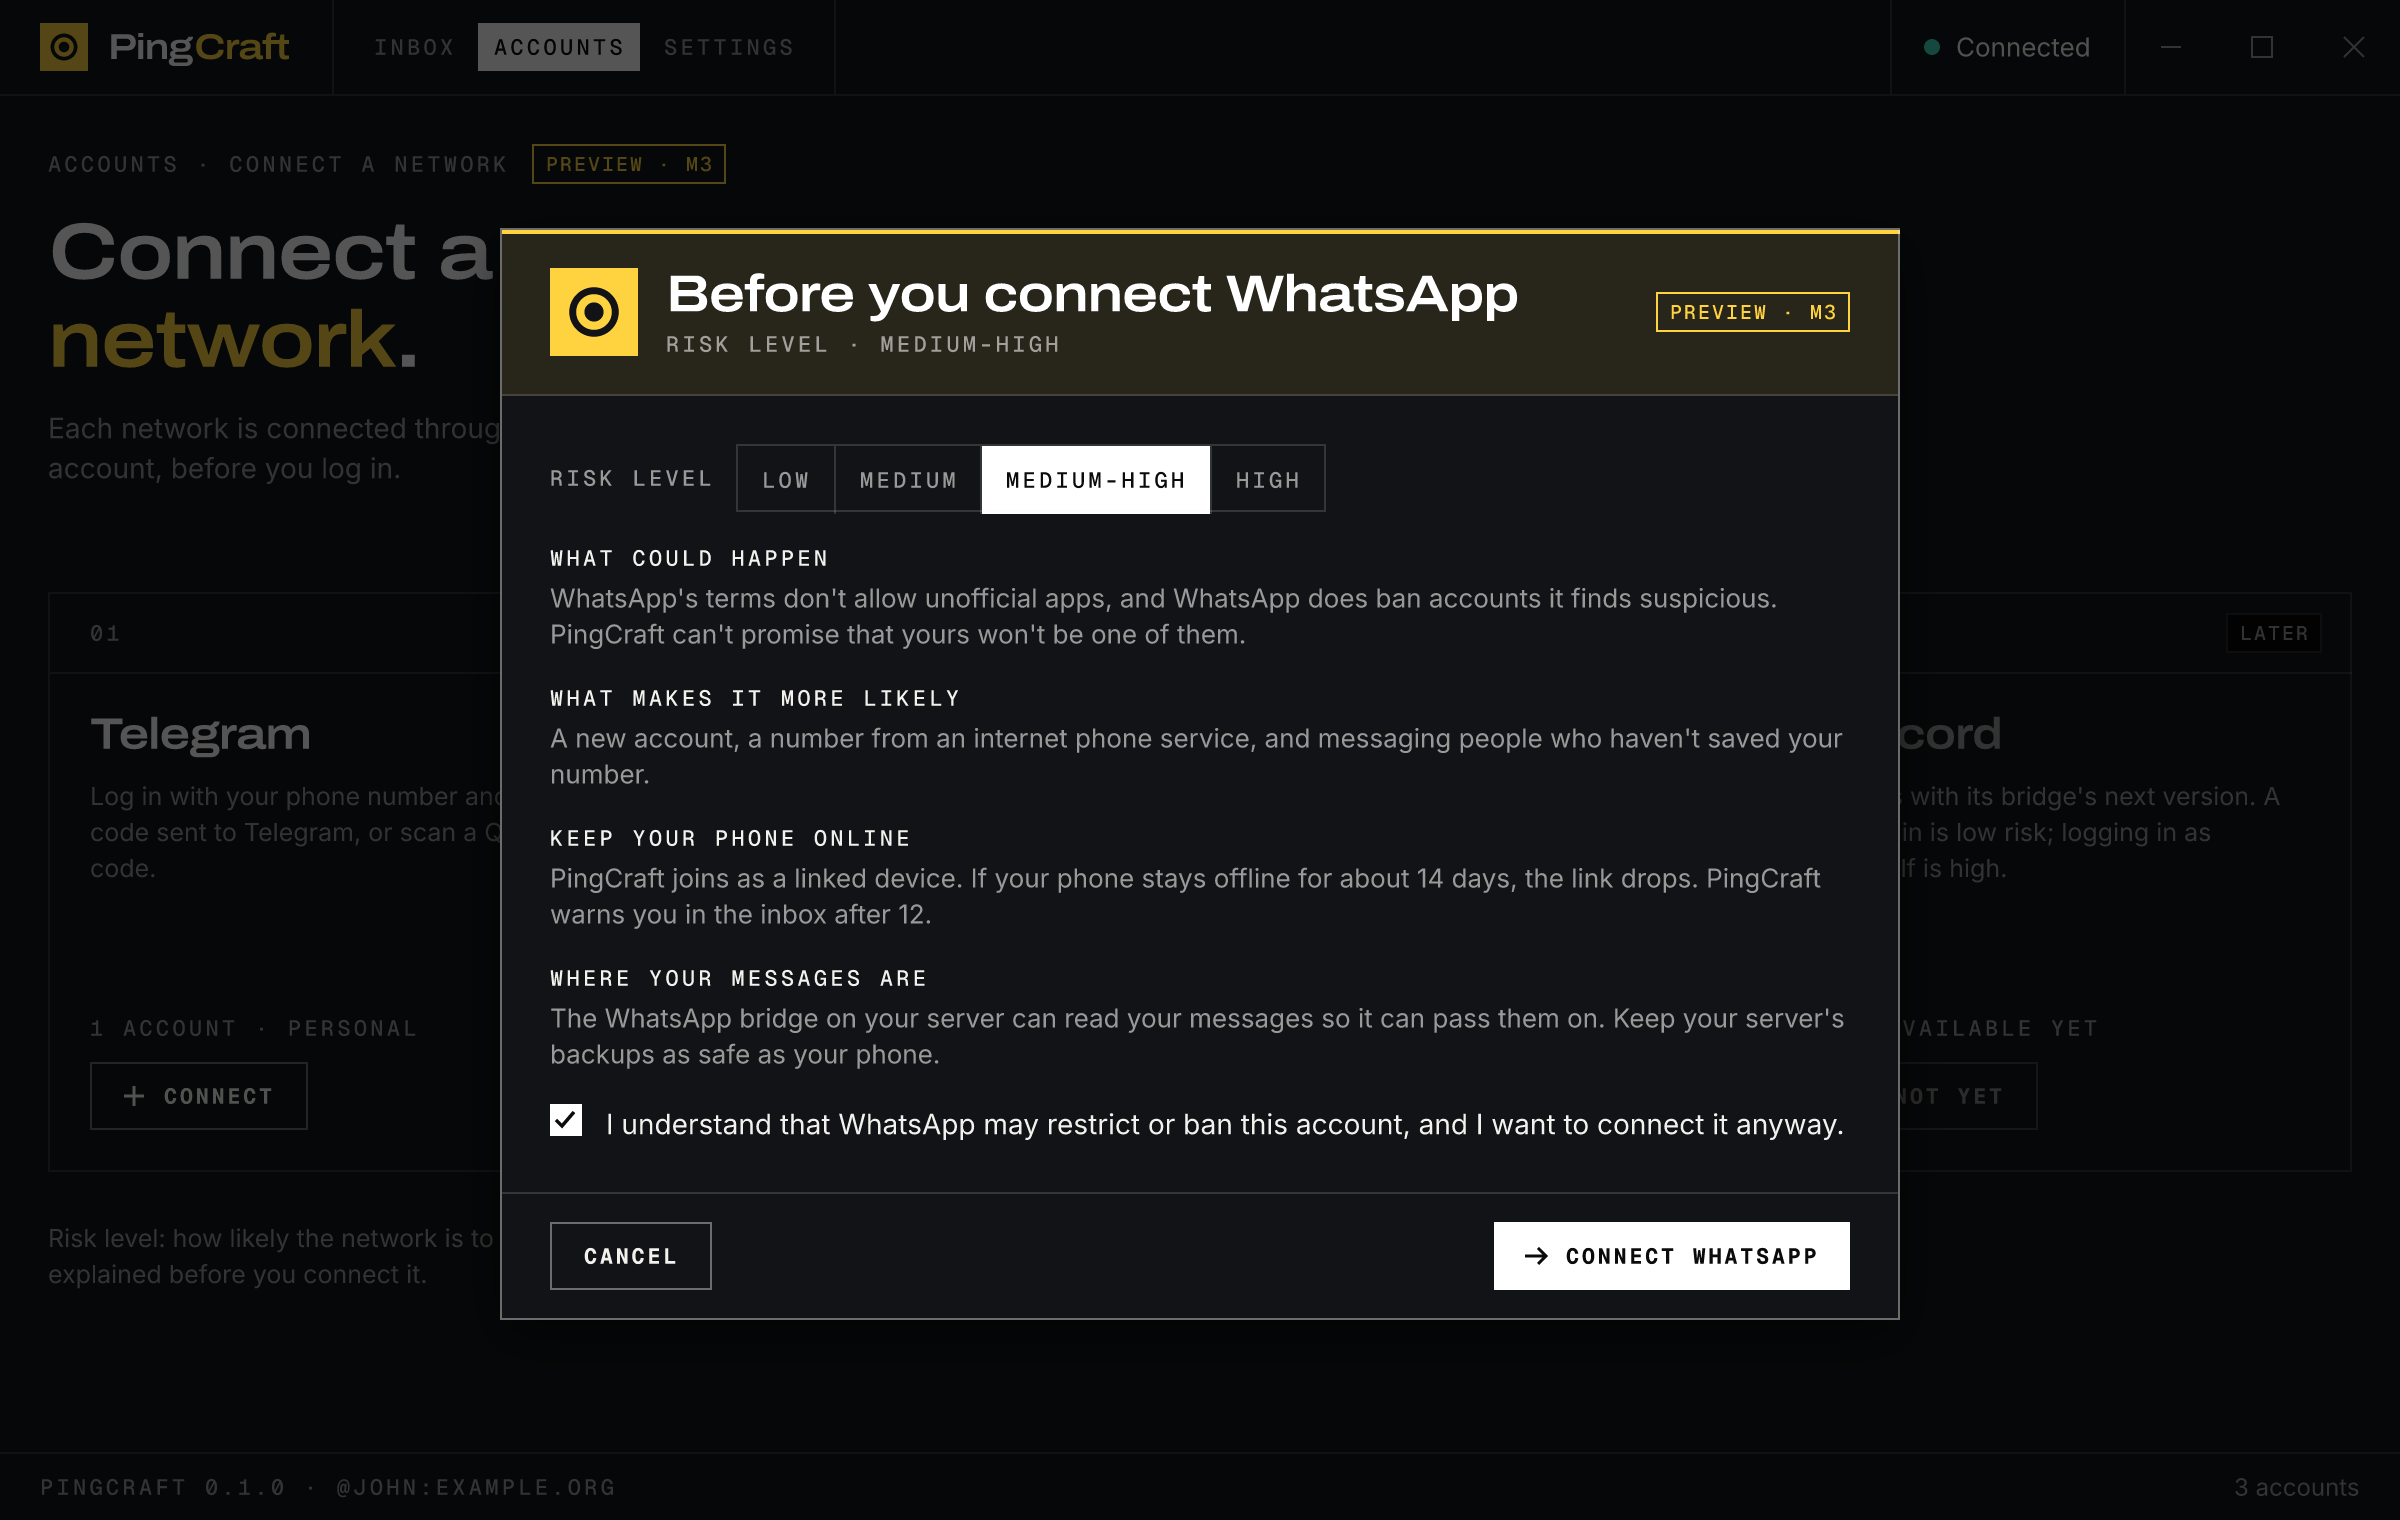 PingCraft
INBOX
ACCOUNTS
SETTINGS
Connected
ACCOUNTS · CONNECT A NETWORK
PREVIEW · M3
Connect a
network.
Each network is connected throug
account, before you log in.
Before you connect WhatsApp
RISK LEVEL · MEDIUM-HIGH
PREVIEW · M3
RISK LEVEL
LOW
MEDIUM
MEDIUM-HIGH
HIGH
WHAT COULD HAPPEN
WhatsApp's terms don't allow unofficial apps, and WhatsApp does ban accounts it finds suspicious.
PingCraft can't promise that yours won't be one of them.
WHAT MAKES IT MORE LIKELY
A new account, a number from an internet phone service, and messaging people who haven't saved your
number.
KEEP YOUR PHONE ONLINE
PingCraft joins as a linked device. If your phone stays offline for about 14 days, the link drops. PingCraft
warns you in the inbox after 12.
WHERE YOUR MESSAGES ARE
The WhatsApp bridge on your server can read your messages so it can pass them on. Keep your server's
backups as safe as your phone.
I understand that WhatsApp may restrict or ban this account, and I want to connect it anyway.
CANCEL
→ CONNECT WHATSAPP
01
Telegram
Log in with your phone number and
code sent to Telegram, or scan a Q
code.
1 ACCOUNT · PERSONAL
+ CONNECT
LATER
cord
with its bridge's next version. A
in is low risk; logging in as
lf is high.
VAILABLE YET
NOT YET
Risk level: how likely the network is to
explained before you connect it.
PINGCRAFT 0.1.0 · @JOHN:EXAMPLE.ORG
3 accounts